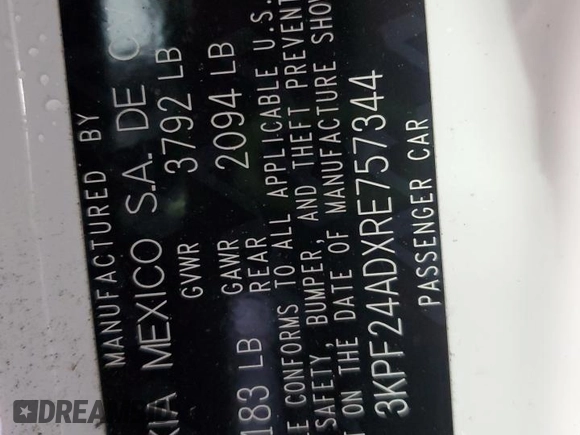 MANUFACTURED BY
KIA MEXICO S.A. DE C.V
GVWR 3792 LB
GAWR REAR 2094 LB
183 LB
E CONFORMS TO ALL APPLICABLE U.S.
SAFETY, BUMPER, AND THEFT PREVENT
T ON THE DATE OF MANUFACTURE SHO
3KPF24ADXRE757344
PASSENGER CAR
DREAM